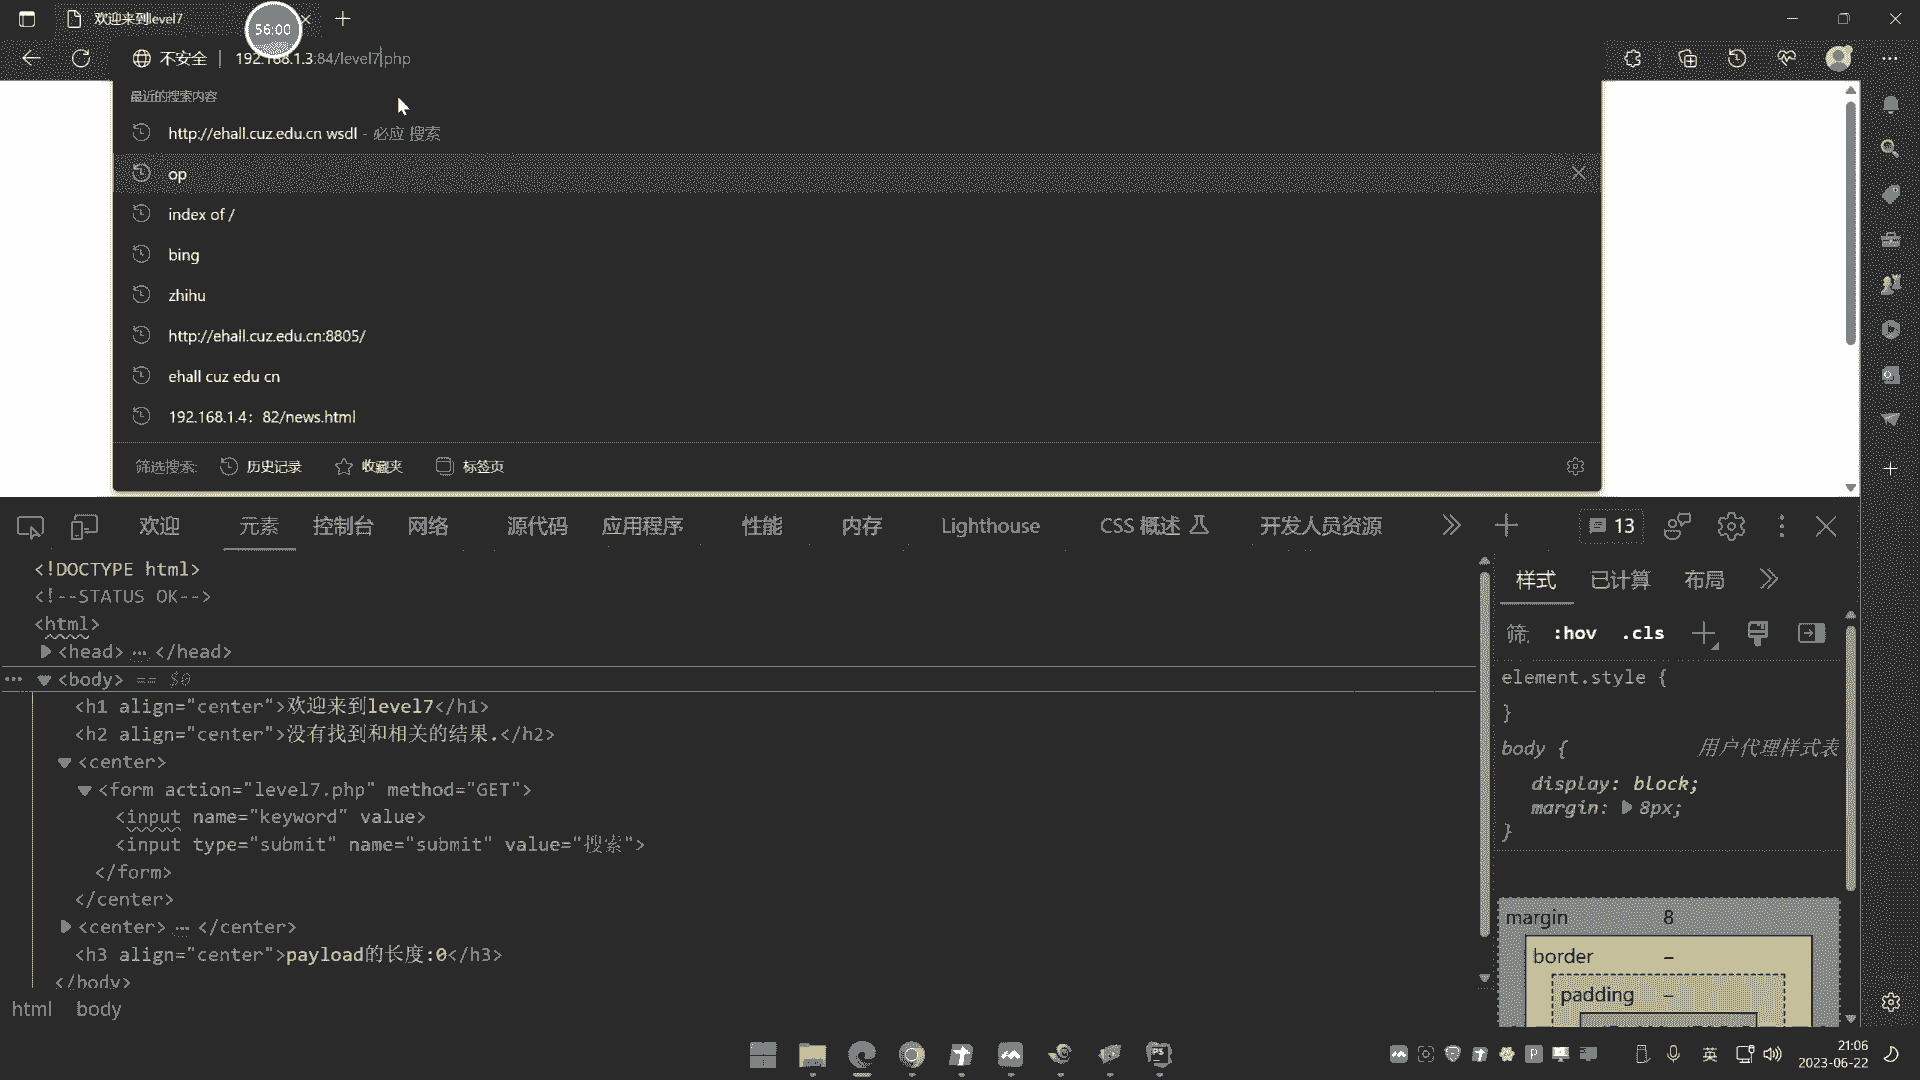 欢迎来到level7
56:00
不安全 192.168.1.3:84/level7.php
最近的搜索内容
http://ehall.cuz.edu.cn wsdl - 必应 搜索
op
index of /
bing
zhihu
http://ehall.cuz.edu.cn:8805/
ehall cuz edu cn
192.168.1.4：82/news.html
筛选搜索: 历史记录 收藏夹 标签页
欢迎 元素 控制台 网络 源代码 应用程序 性能 内存 Lighthouse CSS 概述 开发人员资源 13
<!DOCTYPE html>
<!--STATUS OK-->
<html>
<head> … </head>
… <body> == $0
<h1 align="center">欢迎来到level7</h1>
<h2 align="center">没有找到和相关的结果.</h2>
<center>
<form action="level7.php" method="GET">
<input name="keyword" value>
<input type="submit" name="submit" value="搜索">
</form>
</center>
<center> … </center>
<h3 align="center">payload的长度:0</h3>
</body>
html body
样式 已计算 布局
筛 :hov .cls
element.style {
}
body { 用户代理样式表
display: block;
margin: 8px;
}
margin 8
border –
padding –
英
21:06
2023-06-22